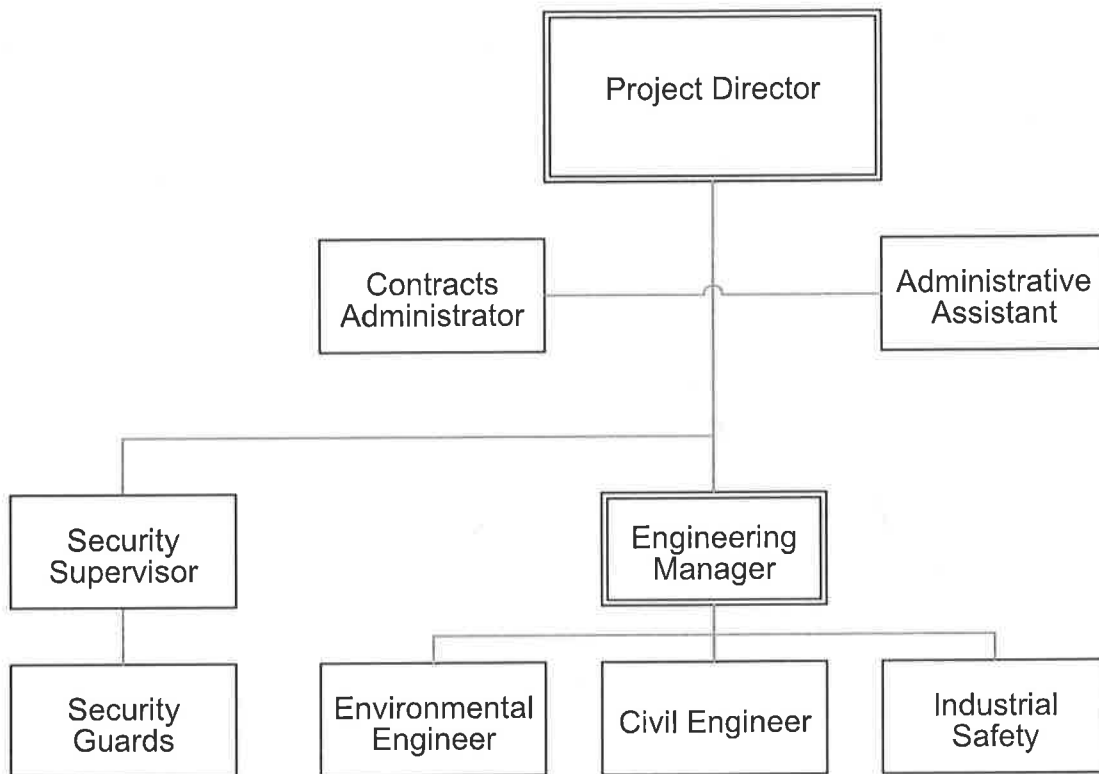 Project Director
Contracts
Administrator
Administrative
Assistant
Security
Supervisor
Engineering
Manager
Security
Guards
Environmental
Engineer
Civil Engineer
Industrial
Safety